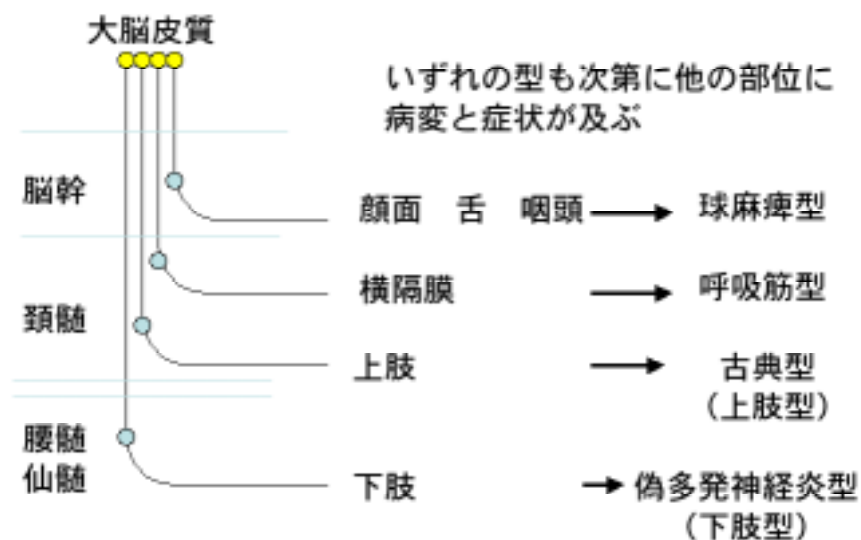 大脳皮質
いずれの型も次第に他の部位に
病変と症状が及ぶ
脳幹
顔面 舌 咽頭 球麻痺型
横隔膜 呼吸筋型
頚髄
上肢 古典型
(上肢型)
腰髄
仙髄
下肢 偽多発神経炎型
(下肢型)